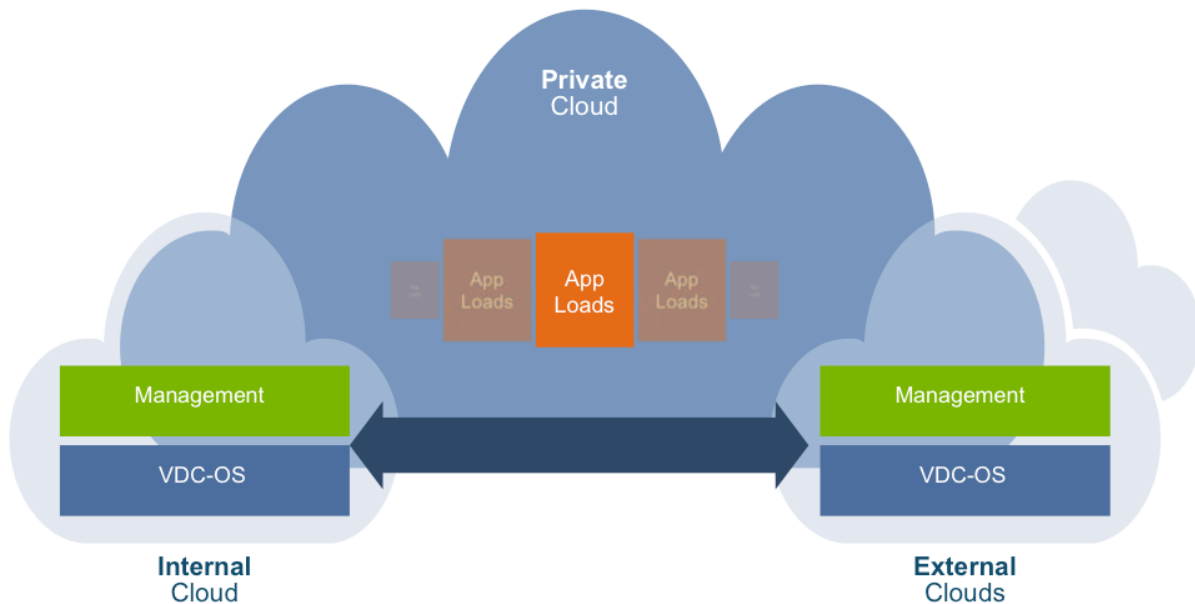 Private
Cloud
App
Loads
App
Loads
App
Loads
Management
VDC-OS
Management
VDC-OS
Internal
Cloud
External
Clouds